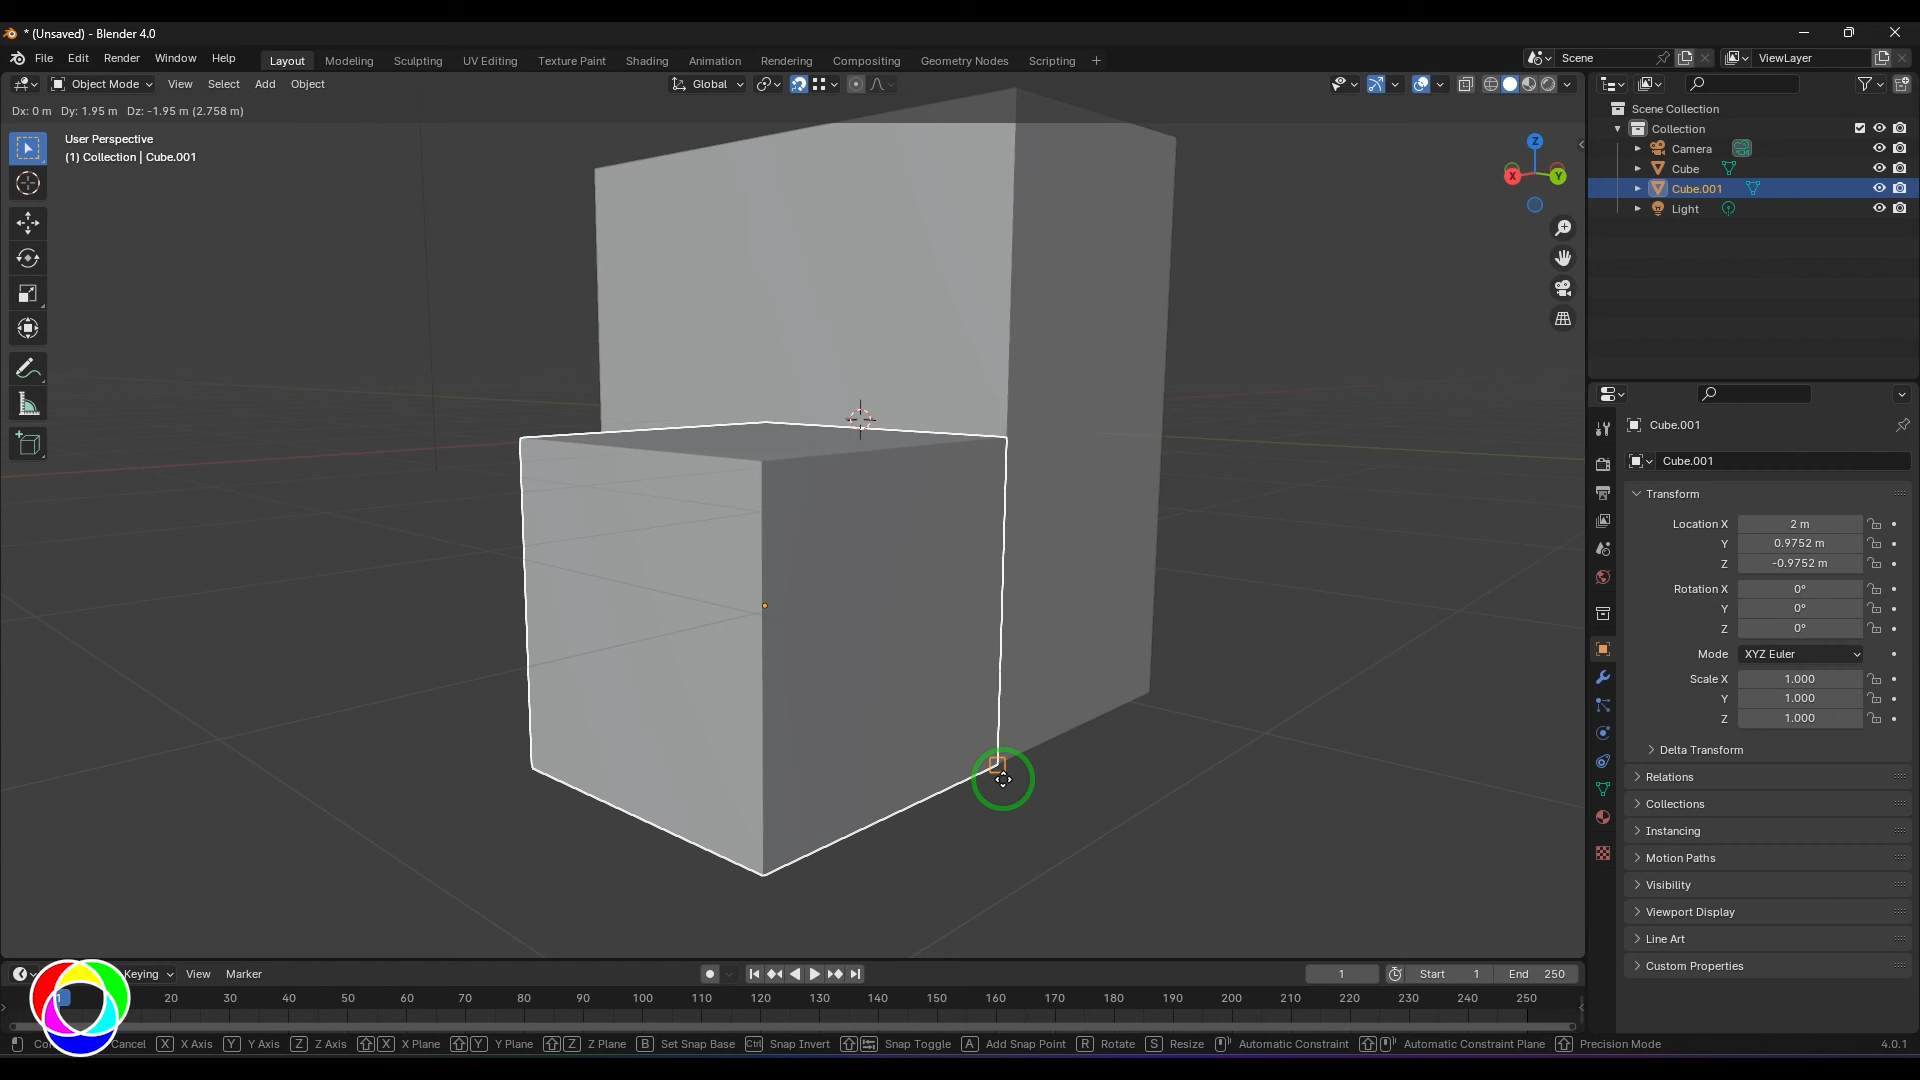 * (Unsaved) - Blender 4.0
File Edit Render Window Help Layout Modeling Sculpting UV Editing Texture Paint Shading Animation Rendering Compositing Geometry Nodes Scripting + Scene ViewLayer
Object Mode View Select Add Object Global
Dx: 0 m Dy: 1.95 m Dz: -1.95 m (2.758 m)
User Perspective
(1) Collection | Cube.001
Z
X
Y
Scene Collection
Collection
Camera
Cube
Cube.001
Light
Cube.001
Cube.001
Transform
Location X 2 m
Y 0.9752 m
Z -0.9752 m
Rotation X 0°
Y 0°
Z 0°
Mode XYZ Euler
Scale X 1.000
Y 1.000
Z 1.000
Delta Transform
Relations
Collections
Instancing
Motion Paths
Visibility
Viewport Display
Line Art
Custom Properties
Keying View Marker 1 Start 1 End 250
1 20 30 40 50 60 70 80 90 100 110 120 130 140 150 160 170 180 190 200 210 220 230 240 250
Cancel X X Axis Y Y Axis Z Z Axis X X Plane Y Y Plane Z Z Plane B Set Snap Base Ctrl Snap Invert Snap Toggle A Add Snap Point R Rotate S Resize Automatic Constraint Automatic Constraint Plane Precision Mode 4.0.1